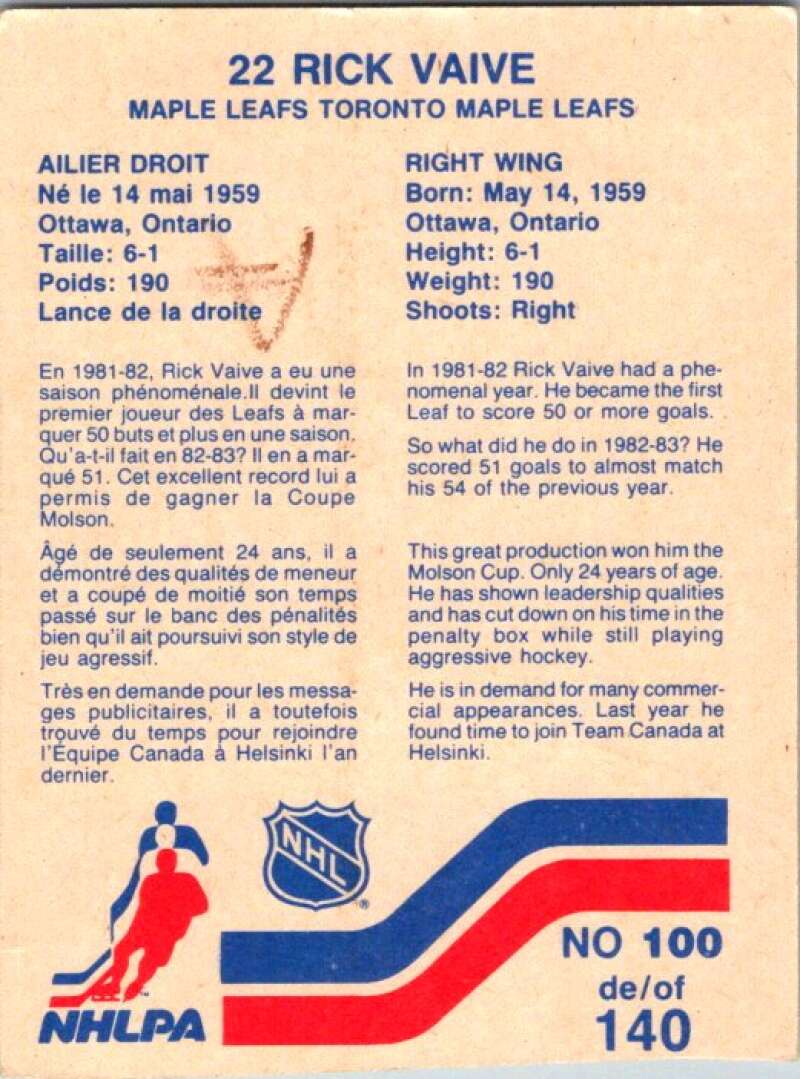 22 RICK VAIVE
MAPLE LEAFS TORONTO MAPLE LEAFS
AILIER DROIT
Né le 14 mai 1959
Ottawa, Ontario
Taille: 6-1
Poids: 190
Lance de la droite
En 1981-82, Rick Vaive a eu une
saison phénoménale.Il devint le
premier joueur des Leafs à mar-
quer 50 buts et plus en une saison.
Qu'a-t-il fait en 82-83? Il en a mar-
qué 51. Cet excellent record lui a
permis de gagner la Coupe
Molson.
Âgé de seulement 24 ans, il a
démontré des qualités de meneur
et a coupé de moitié son temps
passé sur le banc des pénalités
bien qu'il ait poursuivi son style de
jeu agressif.
Très en demande pour les messa-
ges publicitaires, il a toutefois
trouvé du temps pour rejoindre
l'Équipe Canada à Helsinki l'an
dernier.
RIGHT WING
Born: May 14, 1959
Ottawa, Ontario
Height: 6-1
Weight: 190
Shoots: Right
In 1981-82 Rick Vaive had a phe-
nomenal year. He became the first
Leaf to score 50 or more goals.
So what did he do in 1982-83? He
scored 51 goals to almost match
his 54 of the previous year.
This great production won him the
Molson Cup. Only 24 years of age.
He has shown leadership qualities
and has cut down on his time in the
penalty box while still playing
aggressive hockey.
He is in demand for many commer-
cial appearances. Last year he
found time to join Team Canada at
Helsinki.
NHL ®
™
NHLPA
NO 100
de/of
140